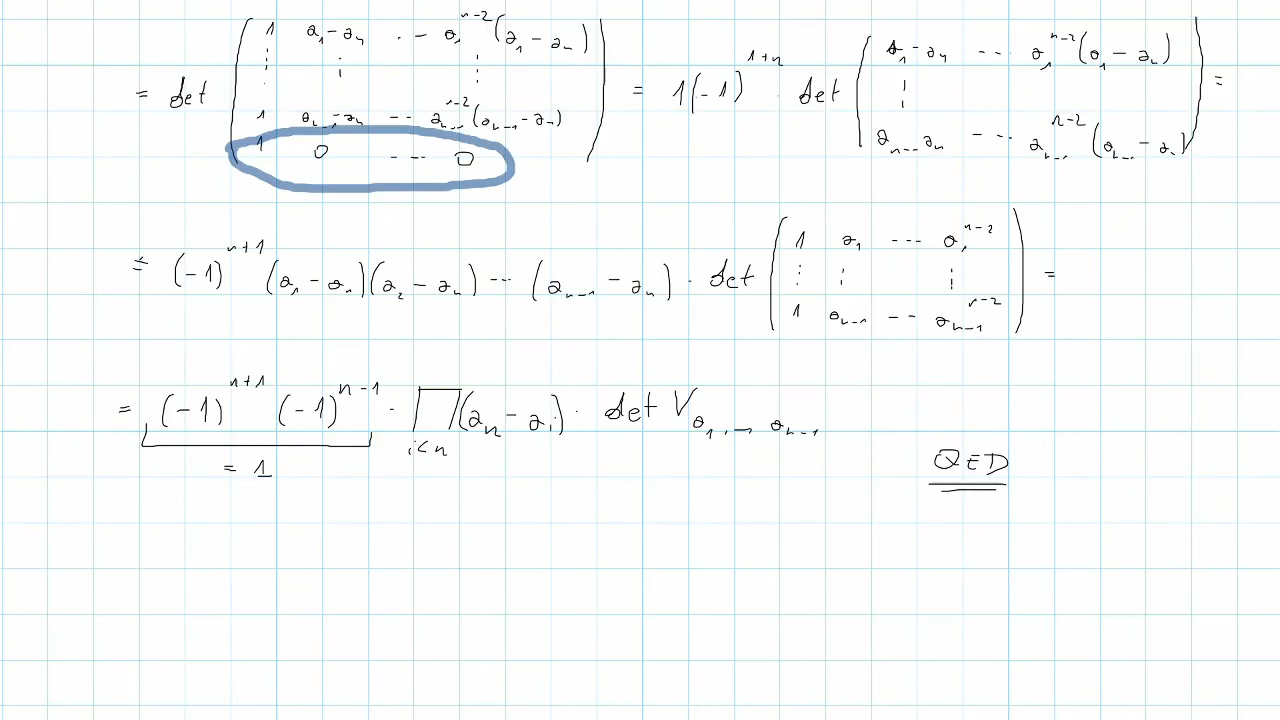 = det ( 1 a₁-aₙ ·- a₁ⁿ⁻²(a₁-aₙ) ⋮ ⋮ ⋮ 1 aₙ₋₁-aₙ -- aₙ₋₁ⁿ⁻²(aₙ₋₁-aₙ) 1 0 --- 0 ) = 1(-1)¹⁺ⁿ det ( a₁-aₙ --- a₁ⁿ⁻²(a₁-aₙ) ⋮ aₙ₋₁-aₙ --- aₙ₋₁ⁿ⁻²(aₙ₋₁-aₙ) ) =
= (-1)ⁿ⁺¹ (a₁-aₙ)(a₂-aₙ) --- (aₙ₋₁-aₙ) · det ( 1 a₁ --- a₁ⁿ⁻² ⋮ ⋮ ⋮ 1 aₙ₋₁ -- aₙ₋₁ⁿ⁻² ) =
= (-1)ⁿ⁺¹ (-1)ⁿ⁻¹ · ∏_{i<n} (aₙ-aᵢ) · det V_{a₁,…,aₙ₋₁}
= 1
QED